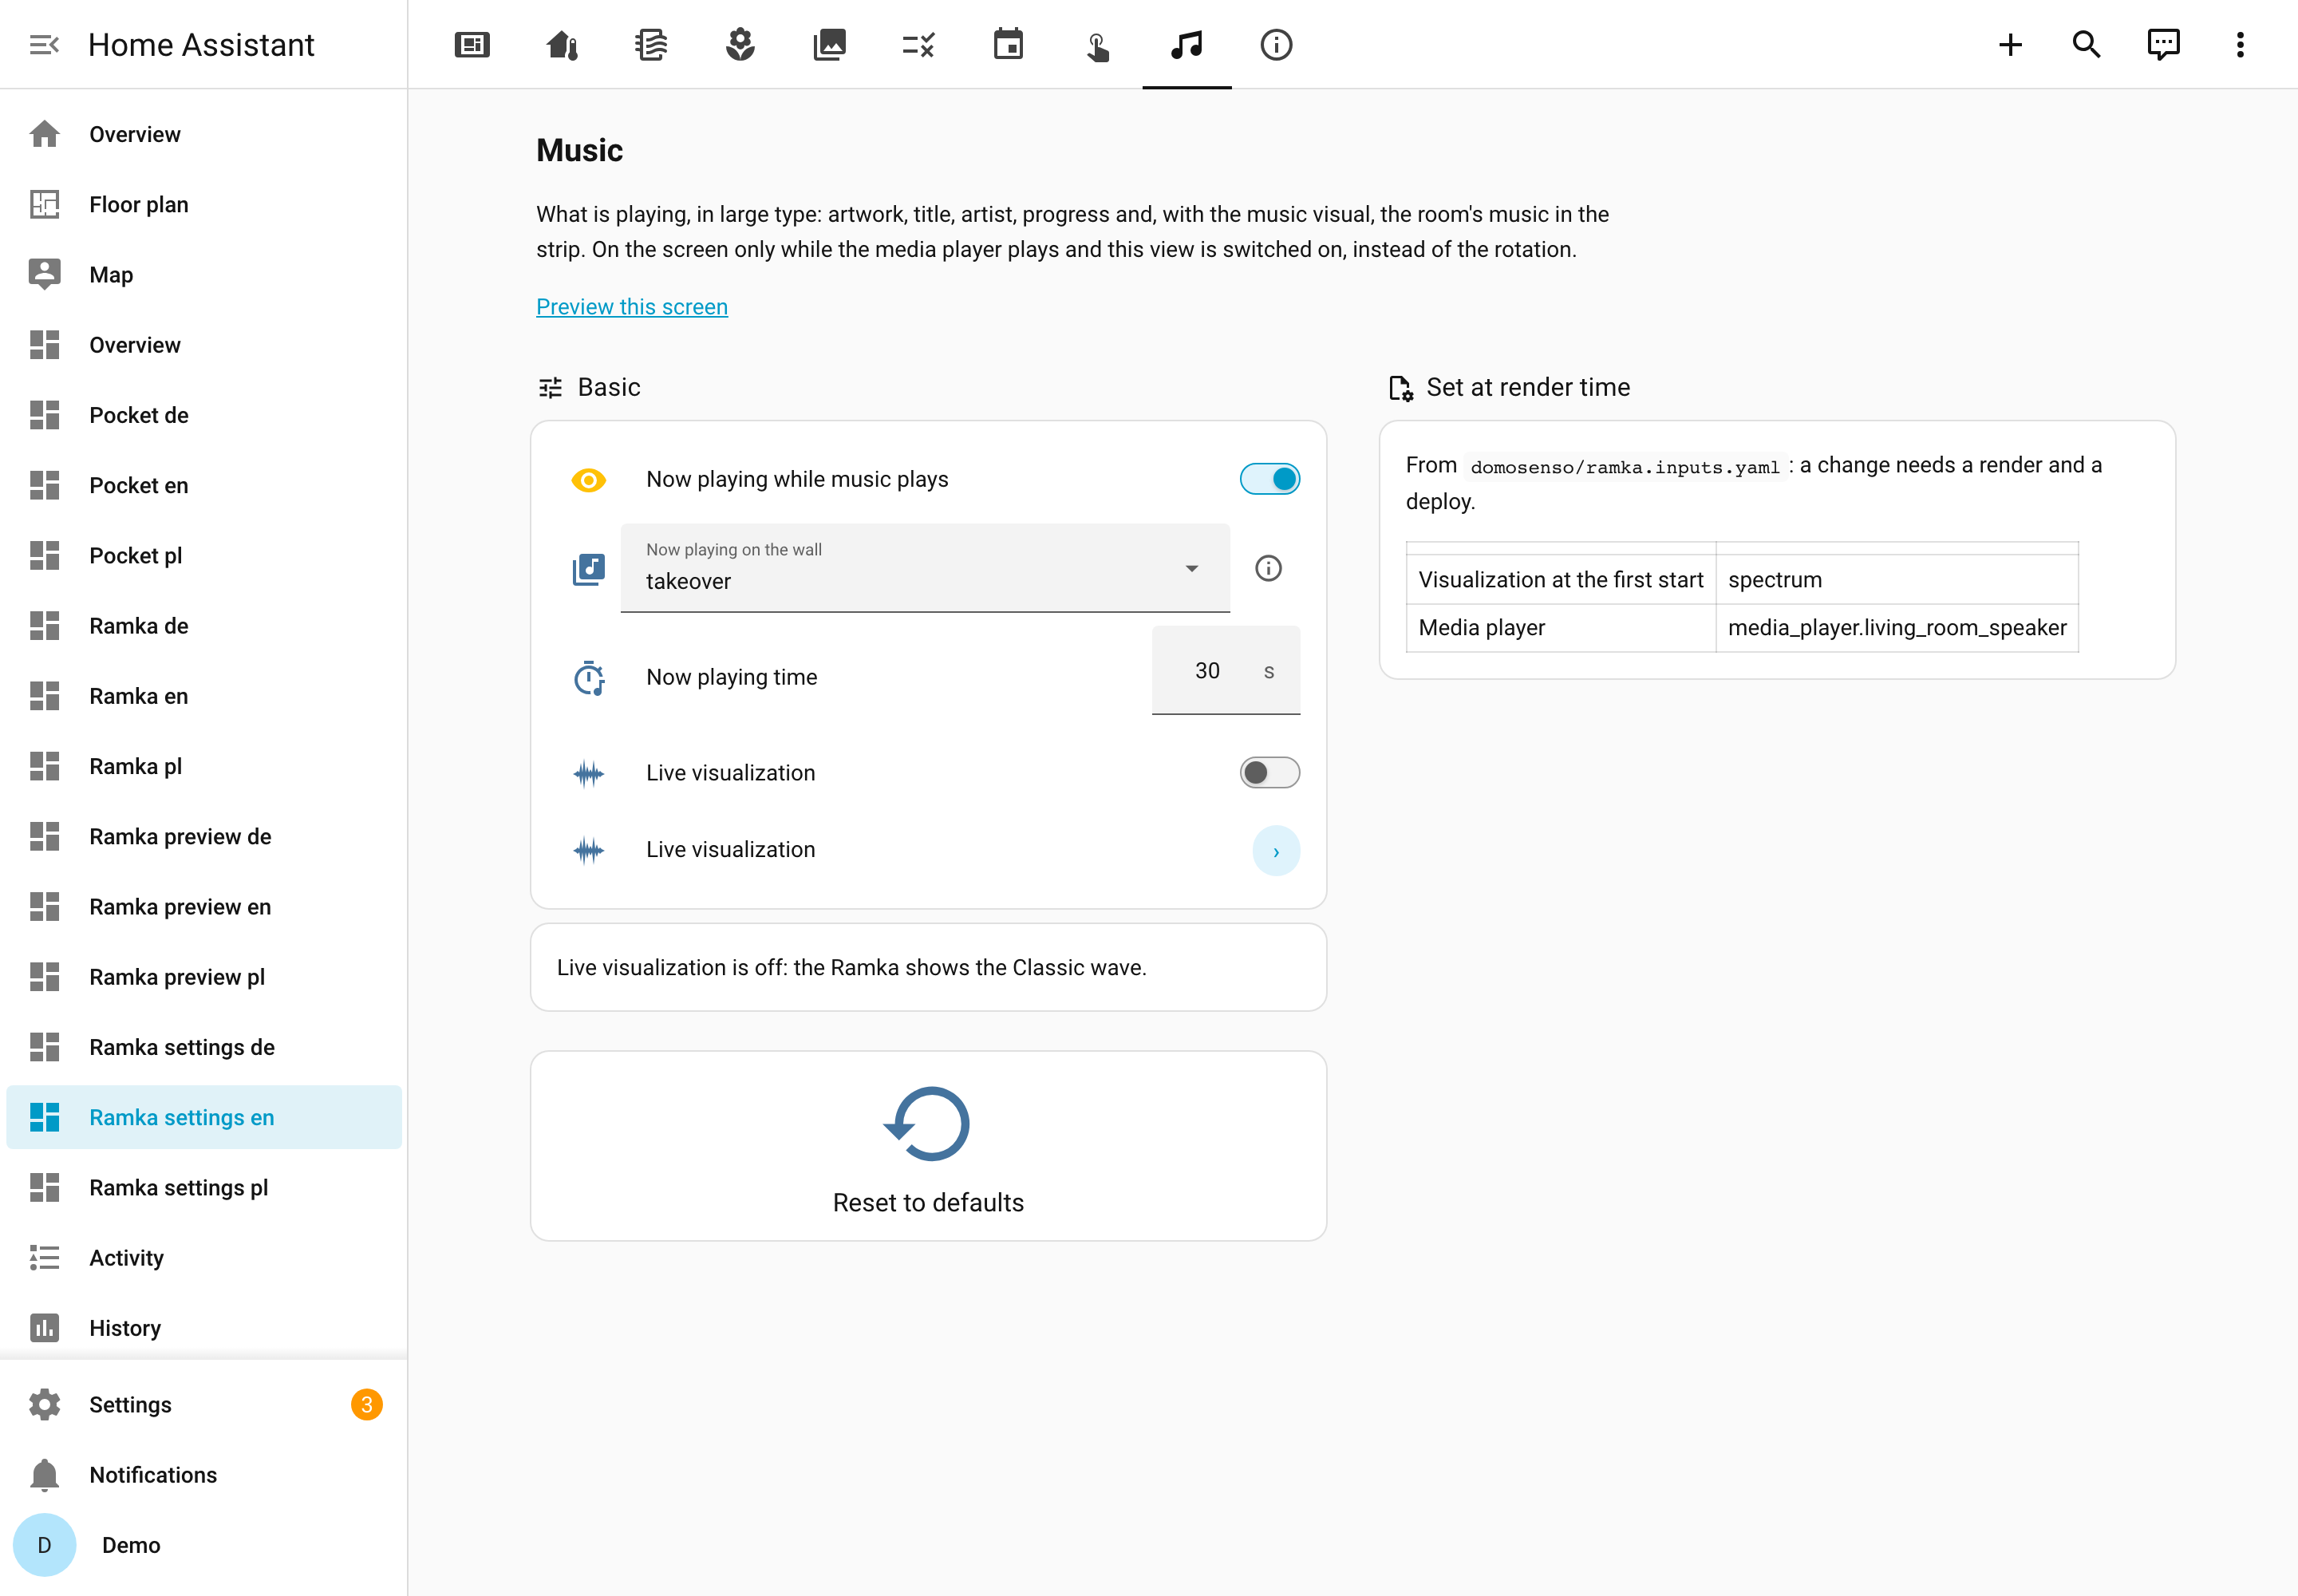 Home Assistant
Overview
Floor plan
Map
Overview
Pocket de
Pocket en
Pocket pl
Ramka de
Ramka en
Ramka pl
Ramka preview de
Ramka preview en
Ramka preview pl
Ramka settings de
Ramka settings en
Ramka settings pl
Activity
History
Settings
3
Notifications
D
Demo
Music
What is playing, in large type: artwork, title, artist, progress and, with the music visual, the room's music in the
strip. On the screen only while the media player plays and this view is switched on, instead of the rotation.
Preview this screen
Basic
Now playing while music plays
Now playing on the wall
takeover
Now playing time
30 s
Live visualization
Live visualization
›
Live visualization is off: the Ramka shows the Classic wave.
Reset to defaults
Set at render time
From domosenso/ramka.inputs.yaml : a change needs a render and a
deploy.
Visualization at the first start spectrum
Media player media_player.living_room_speaker